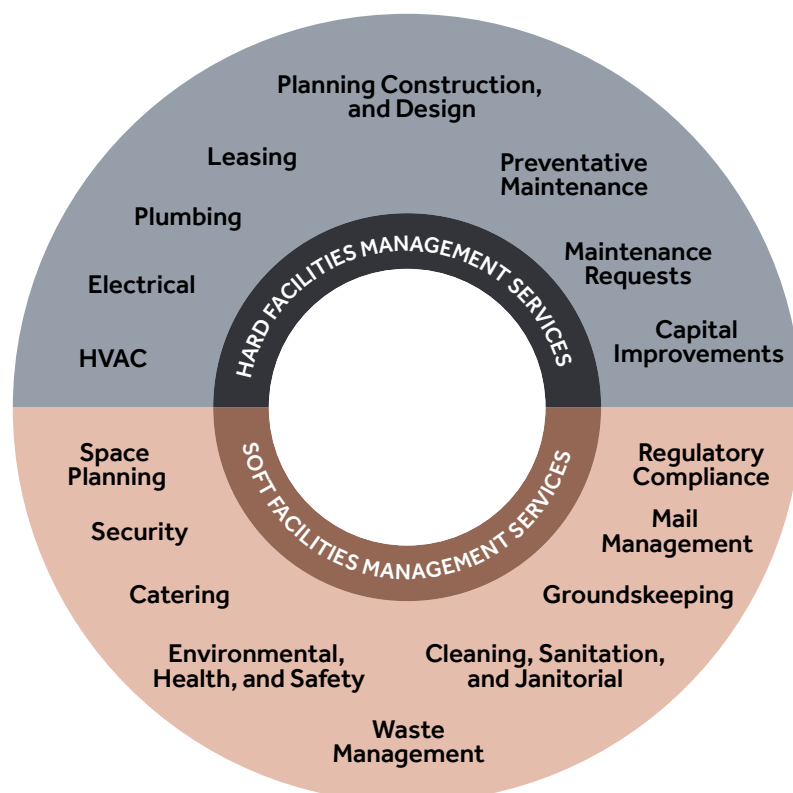 Planning Construction,
and Design
Leasing
Preventative
Maintenance
Plumbing
Maintenance
Requests
Electrical
Capital
Improvements
HVAC
HARD FACILITIES MANAGEMENT SERVICES
SOFT FACILITIES MANAGEMENT SERVICES
Space
Planning
Regulatory
Compliance
Security
Mail
Management
Catering
Groundskeeping
Environmental,
Health, and Safety
Cleaning, Sanitation,
and Janitorial
Waste
Management